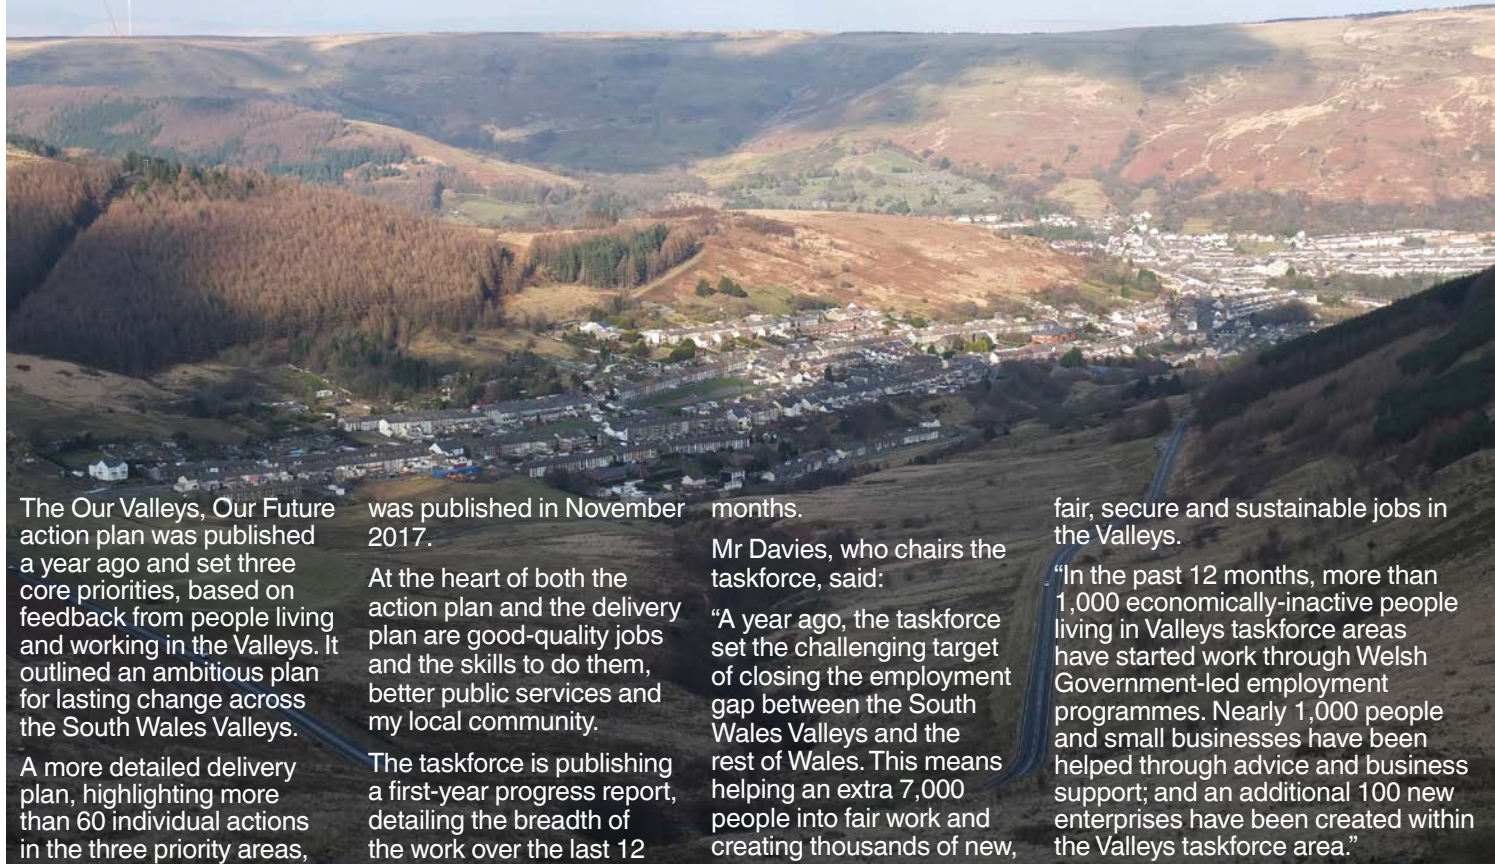 The Our Valleys, Our Future
action plan was published
a year ago and set three
core priorities, based on
feedback from people living
and working in the Valleys. It
outlined an ambitious plan
for lasting change across
the South Wales Valleys.
A more detailed delivery
plan, highlighting more
than 60 individual actions
in the three priority areas,
was published in November
2017.
At the heart of both the
action plan and the delivery
plan are good-quality jobs
and the skills to do them,
better public services and
my local community.
The taskforce is publishing
a first-year progress report,
detailing the breadth of
the work over the last 12
months.
Mr Davies, who chairs the
taskforce, said:
“A year ago, the taskforce
set the challenging target
of closing the employment
gap between the South
Wales Valleys and the
rest of Wales. This means
helping an extra 7,000
people into fair work and
creating thousands of new,
fair, secure and sustainable jobs in
the Valleys.
“In the past 12 months, more than
1,000 economically-inactive people
living in Valleys taskforce areas
have started work through Welsh
Government-led employment
programmes. Nearly 1,000 people
and small businesses have been
helped through advice and business
support; and an additional 100 new
enterprises have been created within
the Valleys taskforce area.”